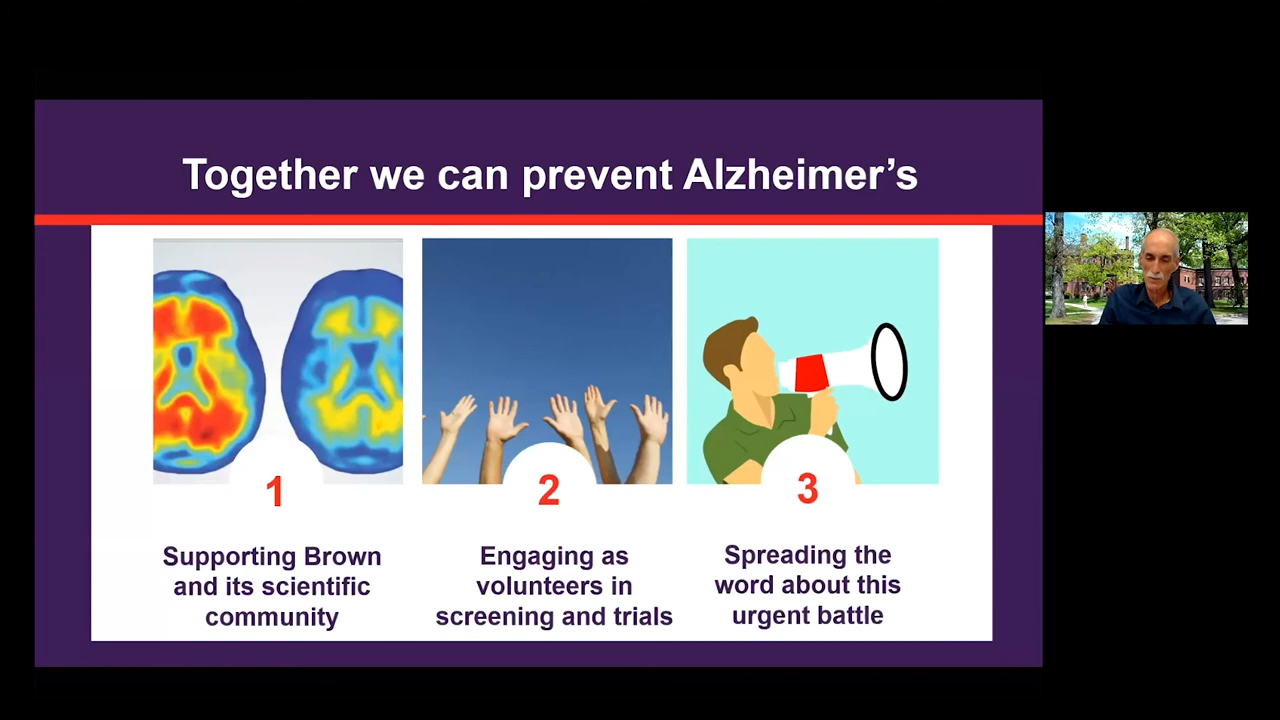 Together we can prevent Alzheimer’s
1
Supporting Brown
and its scientific
community
2
Engaging as
volunteers in
screening and trials
3
Spreading the
word about this
urgent battle